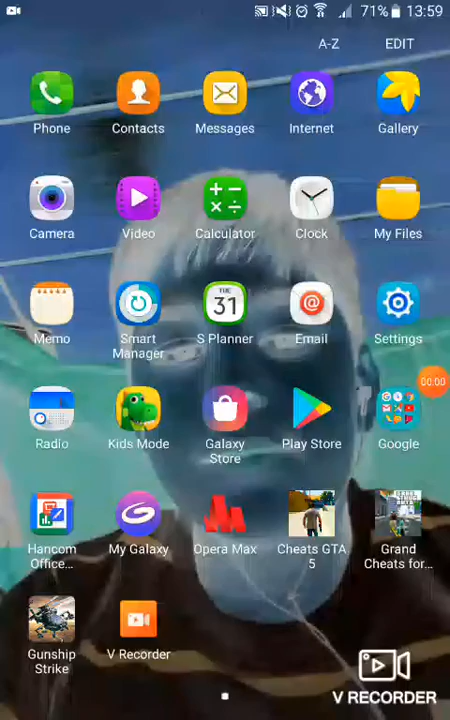 71% 13:59
A-Z EDIT
Phone Contacts Messages Internet Gallery
Camera Video Calculator Clock My Files
TUE
31
Memo Smart Manager S Planner Email Settings
00:00
Radio Kids Mode Galaxy Store Play Store Google
Hancom Office... My Galaxy Opera Max Cheats GTA 5 Grand Cheats for...
Gunship Strike V Recorder
V RECORDER